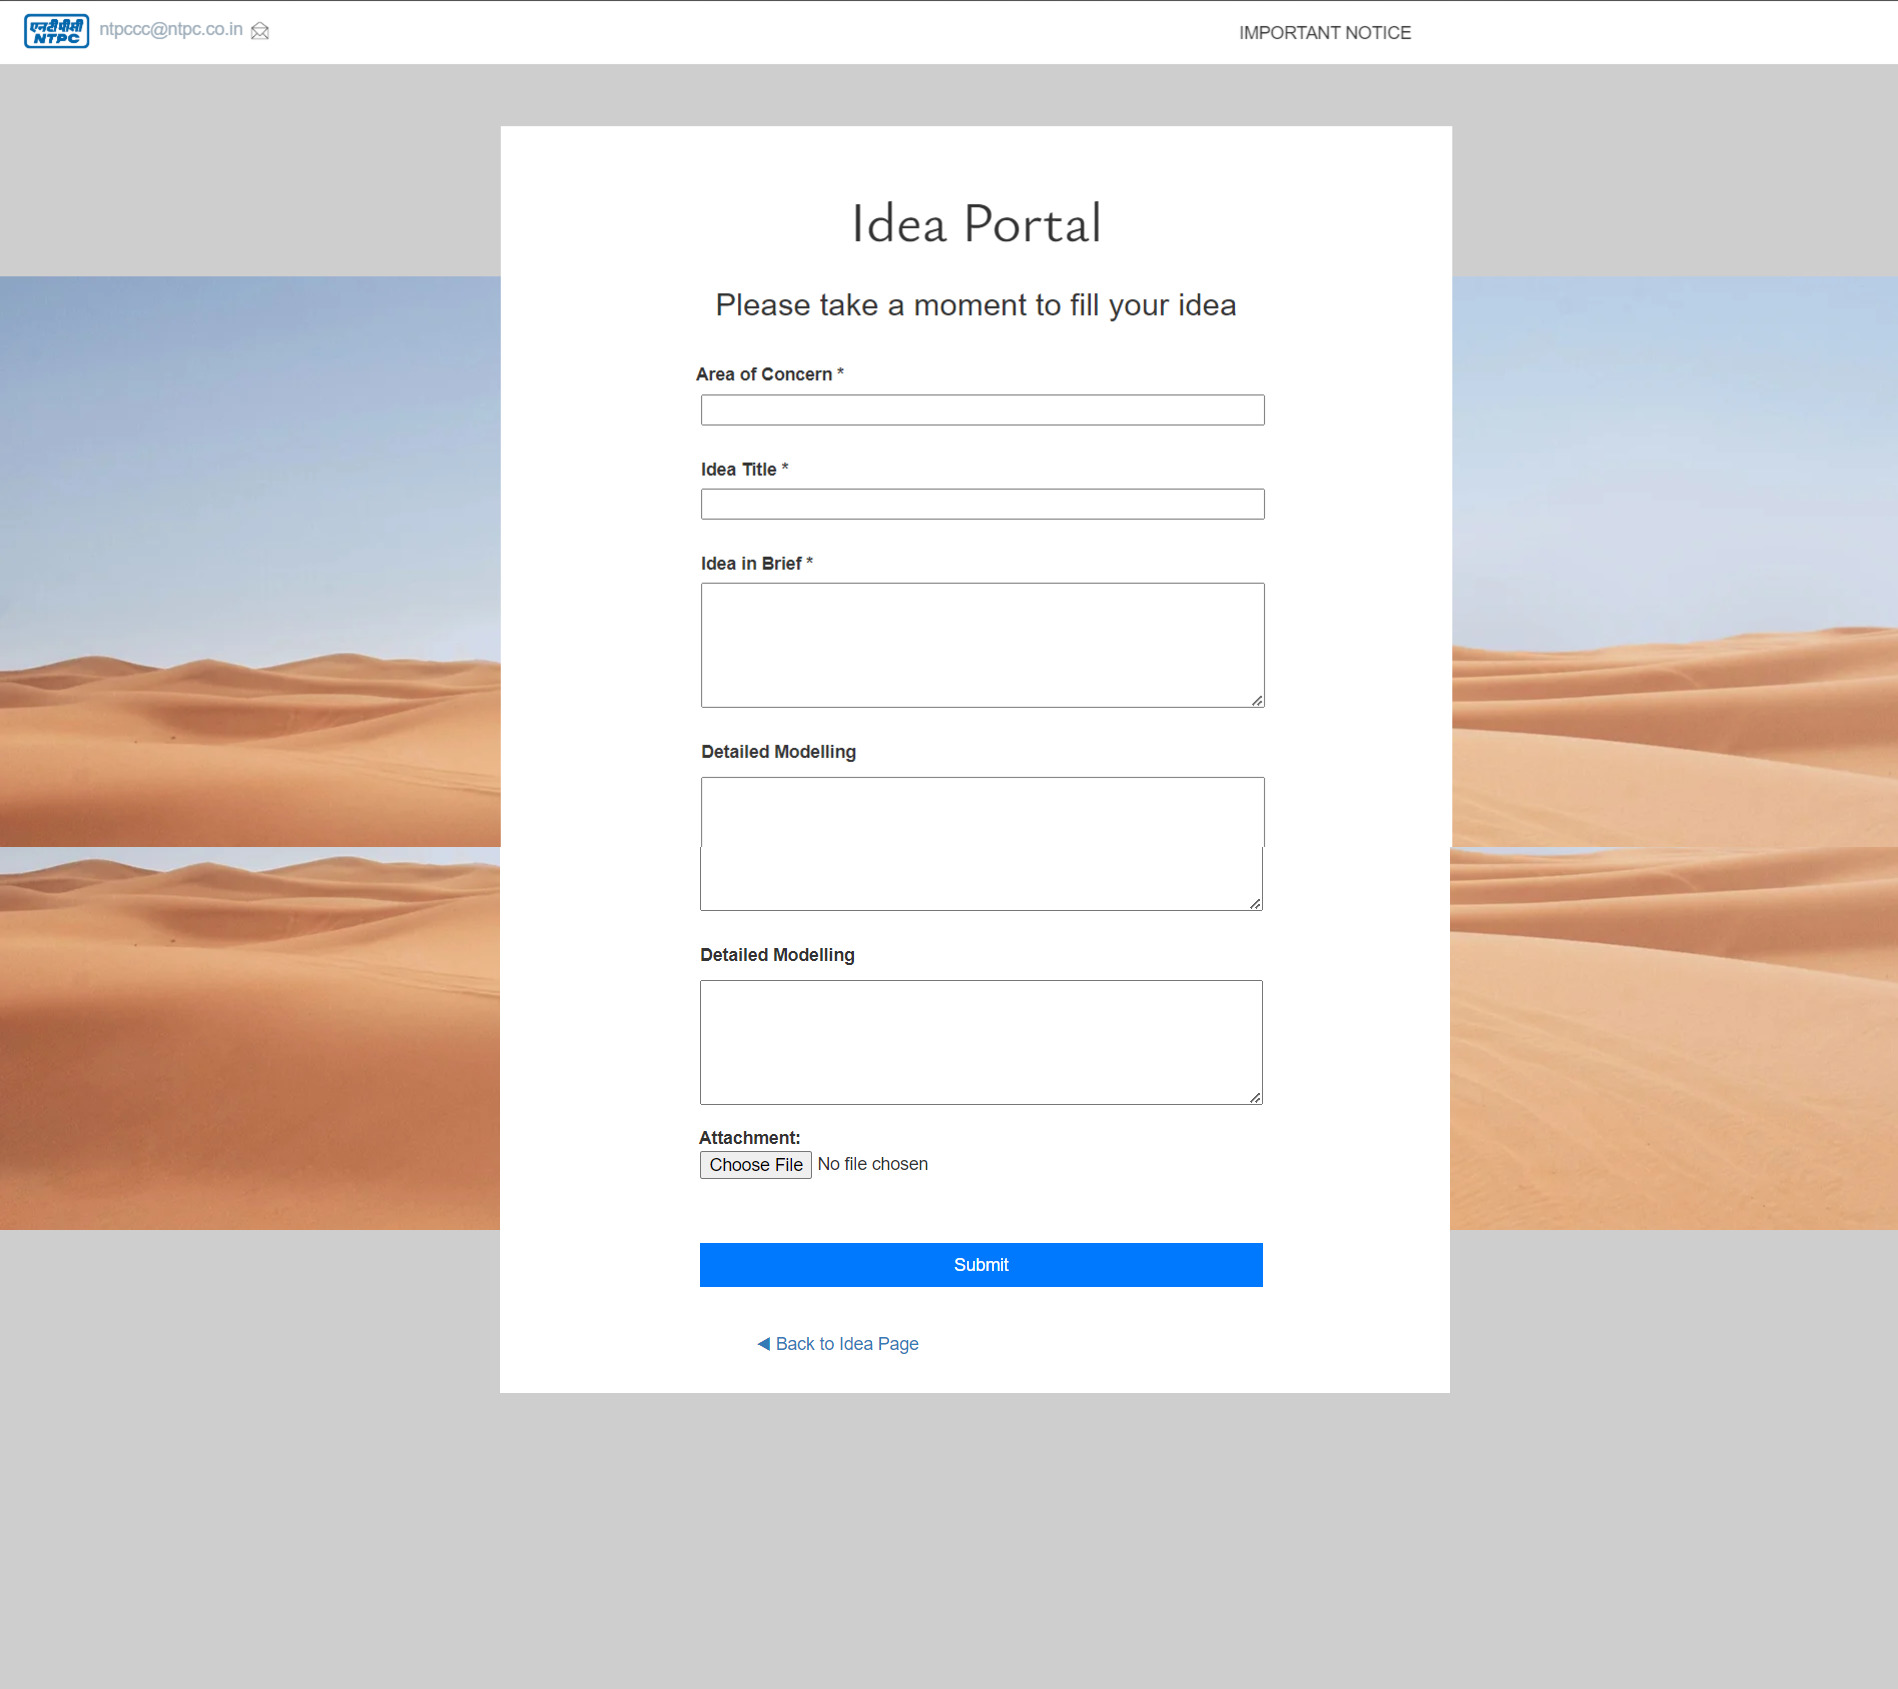 एनटीपीसी
NTPC
ntpccc@ntpc.co.in
IMPORTANT NOTICE
Idea Portal
Please take a moment to fill your idea
Area of Concern *
Idea Title *
Idea in Brief *
Detailed Modelling
Detailed Modelling
Attachment:
Choose File No file chosen
Submit
◀ Back to Idea Page